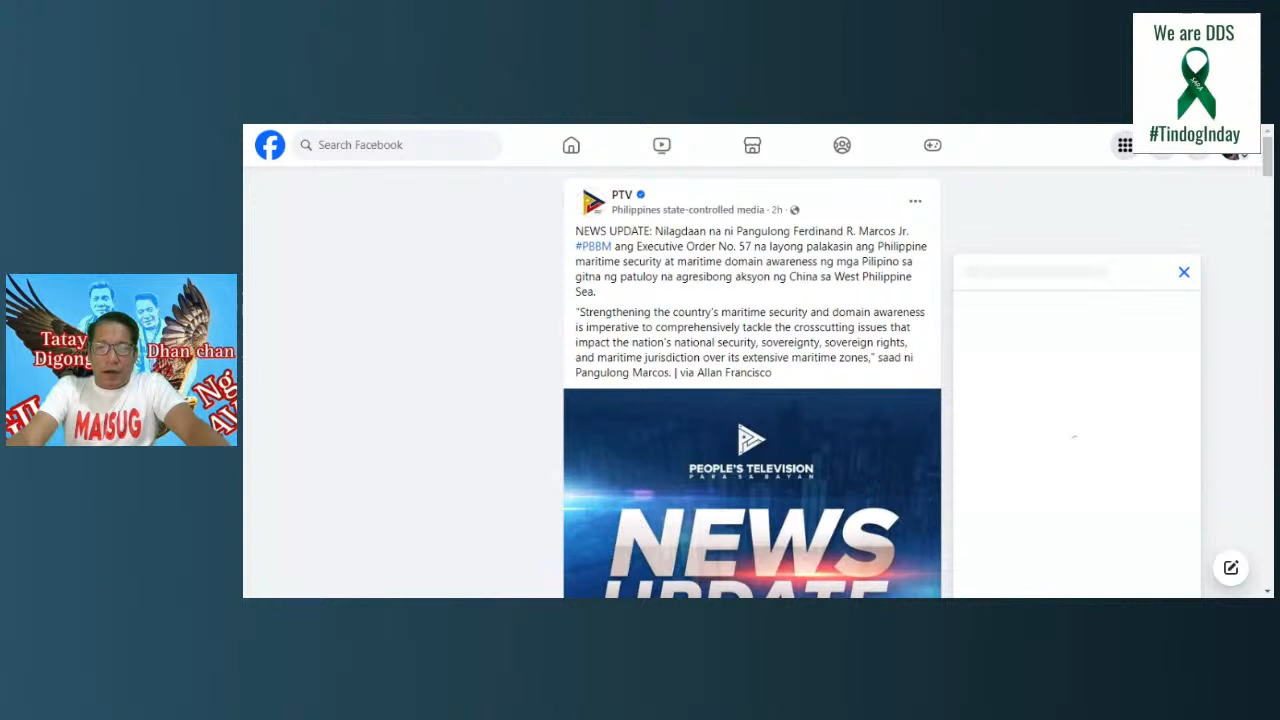 We are DDS
SARA
#TindogInday
Search Facebook
PTV
Philippines state-controlled media · 2h ·
NEWS UPDATE: Nilagdaan na ni Pangulong Ferdinand R. Marcos Jr.
#PBBM ang Executive Order No. 57 na layong palakasin ang Philippine
maritime security at maritime domain awareness ng mga Pilipino sa
gitna ng patuloy na agresibong aksyon ng China sa West Philippine
Sea.
"Strengthening the country's maritime security and domain awareness
is imperative to comprehensively tackle the crosscutting issues that
impact the nation's national security, sovereignty, sovereign rights,
and maritime jurisdiction over its extensive maritime zones," saad ni
Pangulong Marcos. | via Allan Francisco
PEOPLE'S TELEVISION
PARA SA BAYAN
NEWS
UPDATE
Tatay
Digong
Dhan chan
Ng
MAISUG